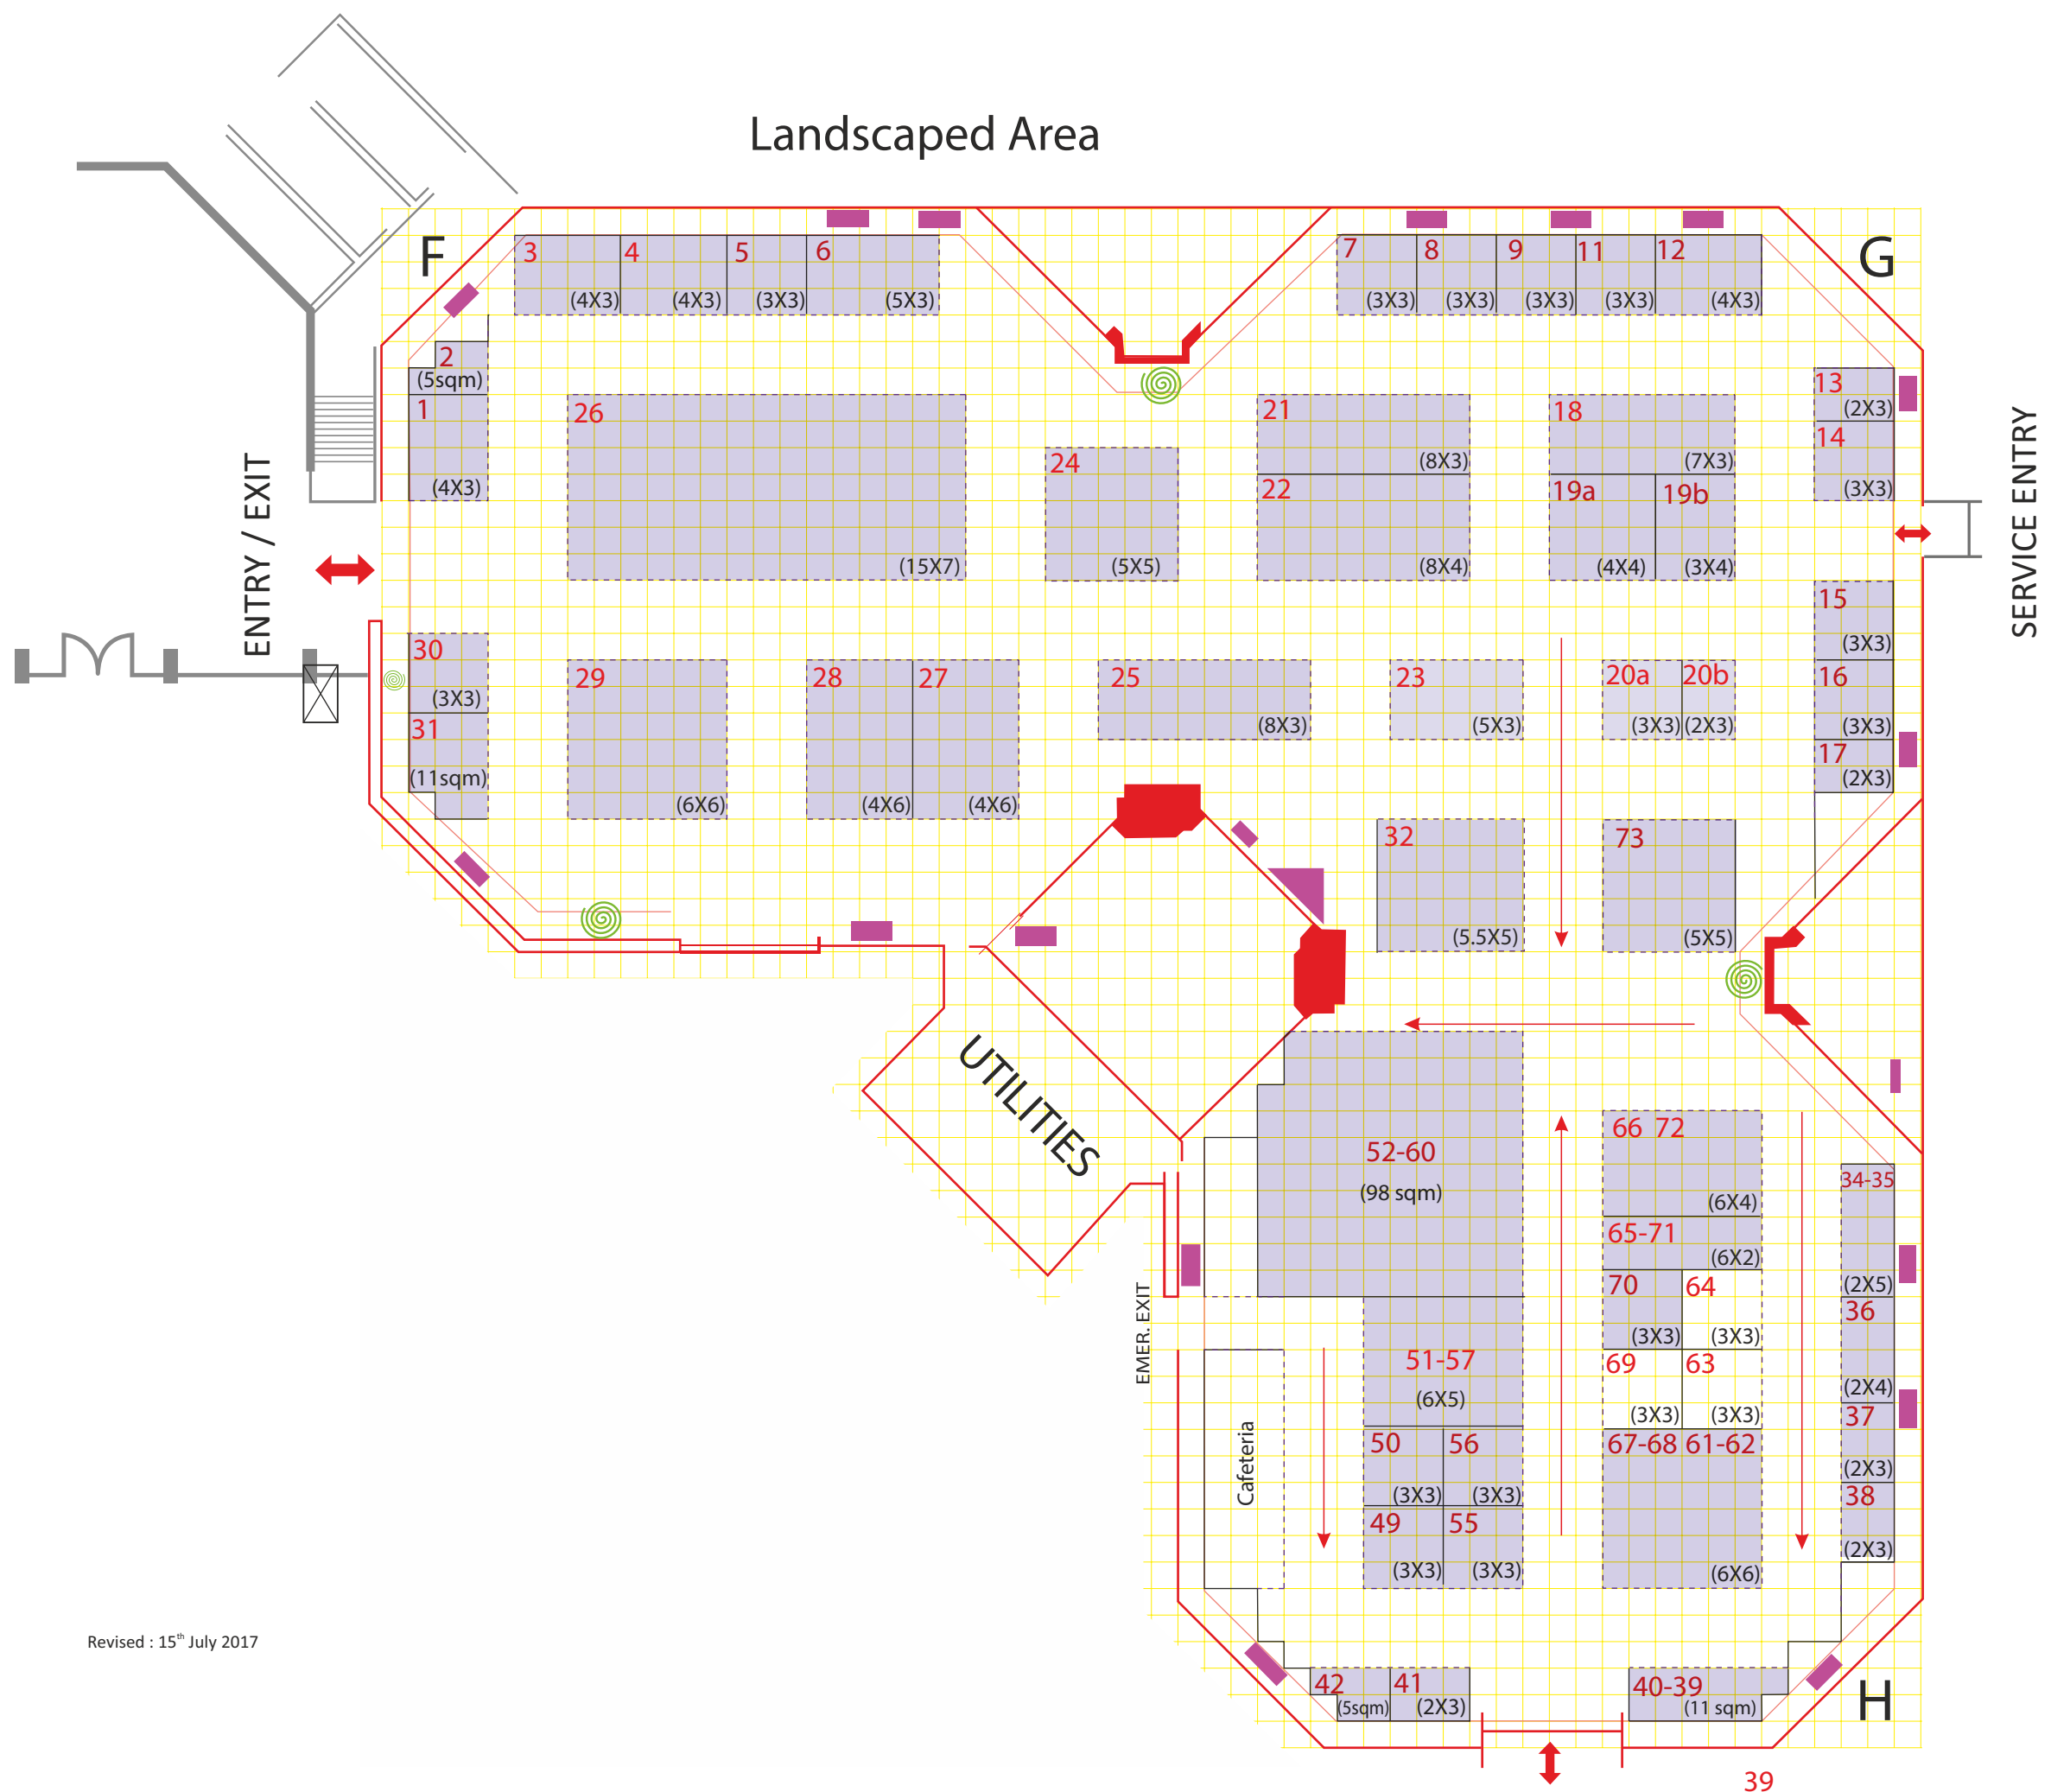 Landscaped Area
F
G
3
4
5
6
7
8
9
11
12
(4X3)
(4X3)
(3X3)
(5X3)
(3X3)
(3X3)
(3X3)
(3X3)
(4X3)
2
(5sqm)
1
(4X3)
26
(15X7)
24
(5X5)
21
(8X3)
22
(8X4)
18
(7X3)
19a
(4X4)
19b
(3X4)
13
(2X3)
14
(3X3)
ENTRY / EXIT
SERVICE ENTRY
30
(3X3)
31
(11sqm)
29
(6X6)
28
(4X6)
27
(4X6)
25
(8X3)
23
(5X3)
20a
(3X3)
20b
(2X3)
15
(3X3)
16
(3X3)
17
(2X3)
32
(5.5X5)
73
(5X5)
UTILITIES
52-60
(98 sqm)
66 72
(6X4)
65-71
(6X2)
70
(3X3)
64
(3X3)
69
(3X3)
63
(3X3)
67-68
61-62
(6X6)
34-35
(2X5)
36
(2X4)
37
(2X3)
38
(2X3)
EMER. EXIT
51-57
(6X5)
50
(3X3)
56
(3X3)
49
(3X3)
55
(3X3)
Cafeteria
Revised : 15th July 2017
42
(5sqm)
41
(2X3)
40-39
(11 sqm)
H
39